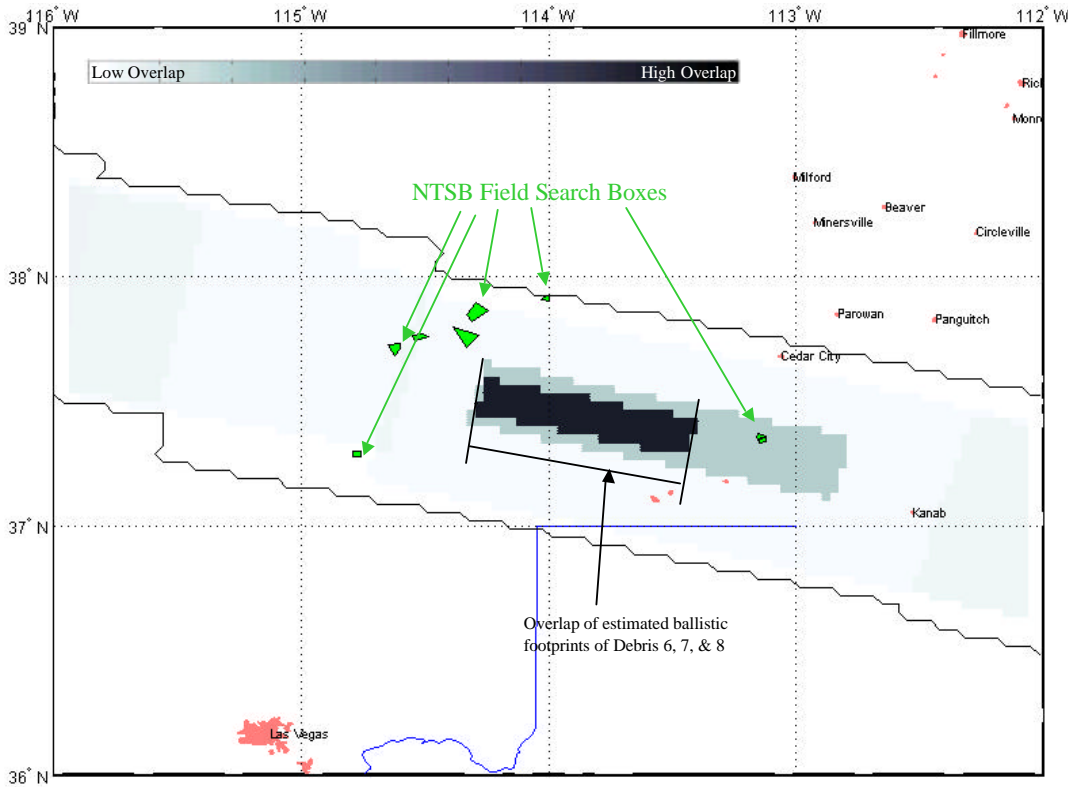 116° W
115° W
114° W
113° W
112° W
39° N
Fillmore
Low Overlap
High Overlap
Rich
Monro
Milford
NTSB Field Search Boxes
Beaver
Minersville
Circleville
38° N
Parowan
Panguitch
Cedar City
Kanab
37° N
Overlap of estimated ballistic
footprints of Debris 6, 7, & 8
Las Vegas
36° N